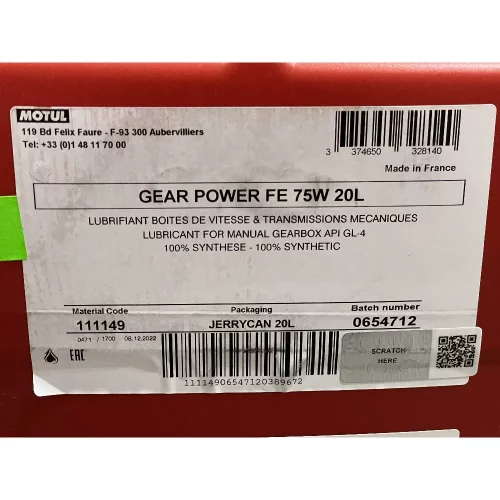 MOTUL
119 Bd Felix Faure - F-93 300 Aubervilliers
Tel: +33 (0)1 48 11 70 00
3 374650 328140
Made in France
GEAR POWER FE 75W 20L
LUBRIFIANT BOITES DE VITESSE & TRANSMISSIONS MECANIQUES
LUBRICANT FOR MANUAL GEARBOX API GL-4
100% SYNTHESE - 100% SYNTHETIC
Material Code Packaging Batch number
111149 JERRYCAN 20L 0654712
0471 / 1700 08.12.2022
EAC
SCRATCH
HERE
11114906547120389672